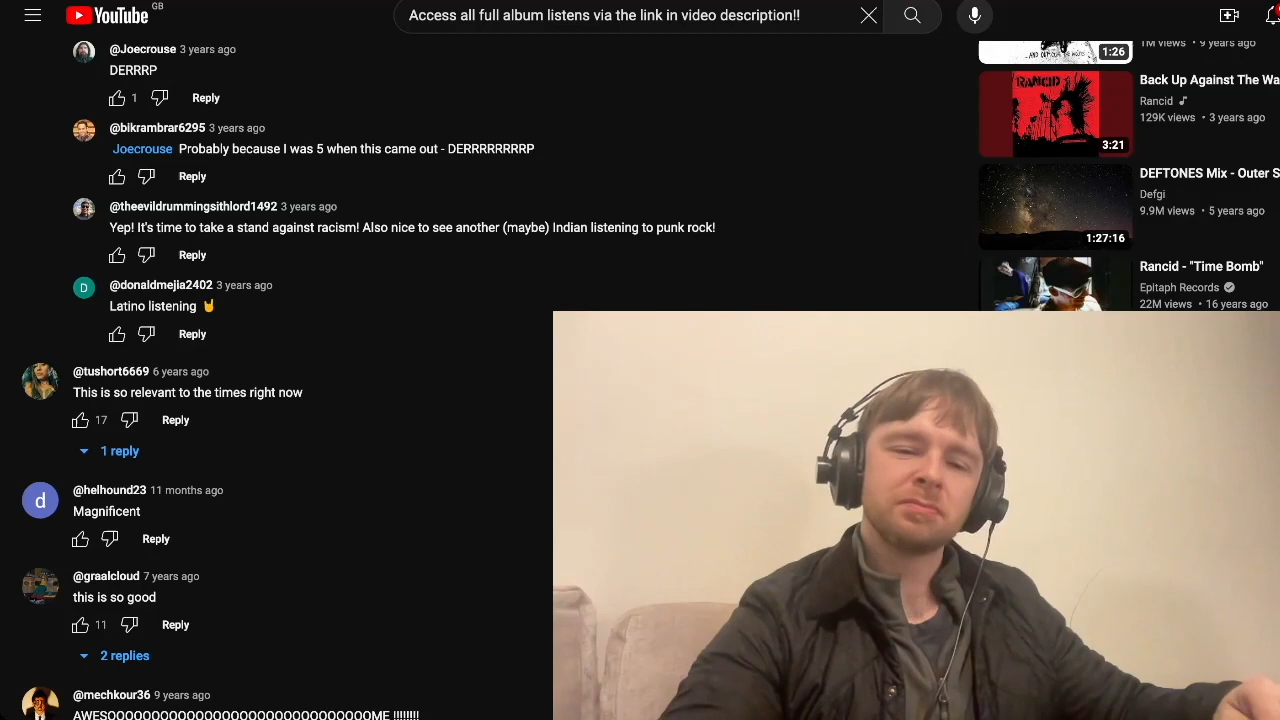 YouTube GB
Access all full album listens via the link in video description!!
@Joecrouse 3 years ago
DERRRP
1 Reply
@bikrambrar6295 3 years ago
Joecrouse Probably because I was 5 when this came out - DERRRRRRRRP
Reply
@theevildrummingsithlord1492 3 years ago
Yep! It's time to take a stand against racism! Also nice to see another (maybe) Indian listening to punk rock!
Reply
D
@donaldmejia2402 3 years ago
Latino listening 🤘
Reply
@tushort6669 6 years ago
This is so relevant to the times right now
17 Reply
1 reply
d
@helhound23 11 months ago
Magnificent
Reply
@graalcloud 7 years ago
this is so good
11 Reply
2 replies
@mechkour36 9 years ago
AWESOOOOOOOOOOOOOOOOOOOOOOOOOOOOOME !!!!!!!!
1M views • 9 years ago
1:26
Back Up Against The Wa
RANCID
Rancid
129K views • 3 years ago
3:21
DEFTONES Mix - Outer S
Defgi
9.9M views • 5 years ago
1:27:16
Rancid - "Time Bomb"
Epitaph Records
22M views • 16 years ago